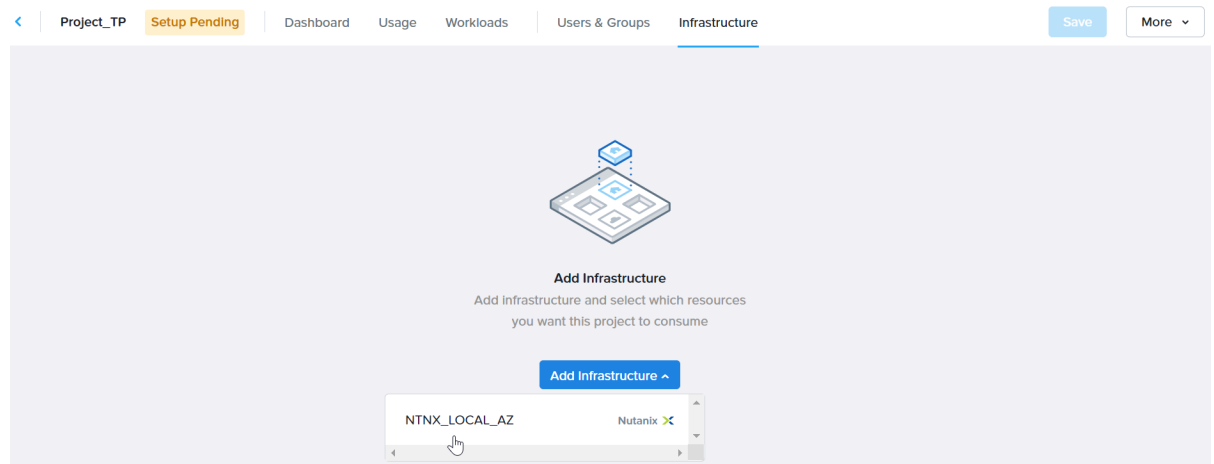 Project_TP Setup Pending Dashboard Usage Workloads Users & Groups Infrastructure Save More
Add Infrastructure
Add infrastructure and select which resources
you want this project to consume
Add Infrastructure
NTNX_LOCAL_AZ Nutanix